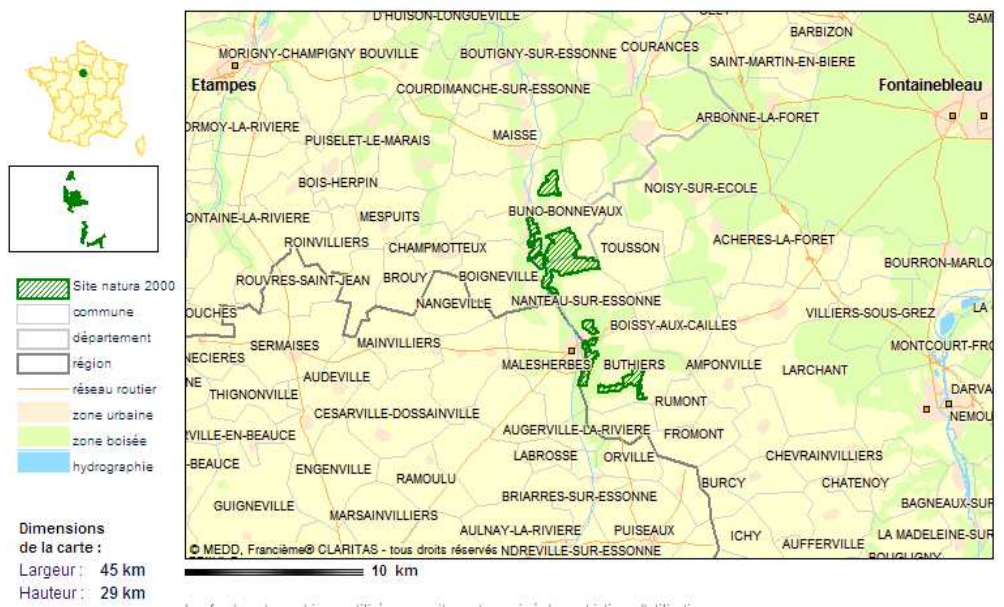 D'HUISON-LONGUEVILLE
BARBIZON
MORIGNY-CHAMPIGNY BOUVILLE
BOUTIGNY-SUR-ESSONNE
COURANCES
SAINT-MARTIN-EN-BIERE
Etampes
COURDIMANCHE-SUR-ESSONNE
Fontainebleau
ORMOY-LA-RIVIERE
PUISELET-LE-MARAIS
MAISSE
ARBONNE-LA-FORET
BOIS-HERPIN
NOISY-SUR-ECOLE
ONTAINE-LA-RIVIERE
MESPUITS
BUNO-BONNEVAUX
ROINVILLIERS
CHAMPMOTTEUX
TOUSSON
ACHERES-LA-FORET
BOURRON-MARLO
ROUVRES-SAINT-JEAN
BROUY
BOIGNEVILLE
NANGEVILLE
NANTEAU-SUR-ESSONNE
OUCHES
BOISSY-AUX-CAILLES
VILLIERS-SOUS-GREZ
LA
SERMAISES
MAINVILLIERS
MONTCOURT-FRO
NECIERES
MALESHERBES
BUTHIERS
AMPONVILLE
LARCHANT
NE
AUDEVILLE
THIGNONVILLE
RUMONT
DARVA
CESARVILLE-DOSSAINVILLE
NEMOU
RVILLE-EN-BEAUCE
AUGERVILLE-LA-RIVIERE
FROMONT
-BEAUCE
LABROSSE
ORVILLE
CHEVRAINVILLIERS
ENGENVILLE
RAMOULU
BURCY
CHATENOY
BRIARRES-SUR-ESSONNE
GUIGNEVILLE
MARSAINVILLIERS
BAGNEAUX-SUR
AULNAY-LA-RIVIERE
PUISEAUX
ICHY
AUFFERVILLE
LA MADELEINE-SUR
© MEDD, Francième® CLARITAS - tous droits réservés
NDREVILLE-SUR-ESSONNE
BOUGLIGNY
Site natura 2000
commune
département
région
réseau routier
zone urbaine
zone boisée
hydrographie
Dimensions
de la carte :
Largeur : 45 km
Hauteur : 29 km
10 km